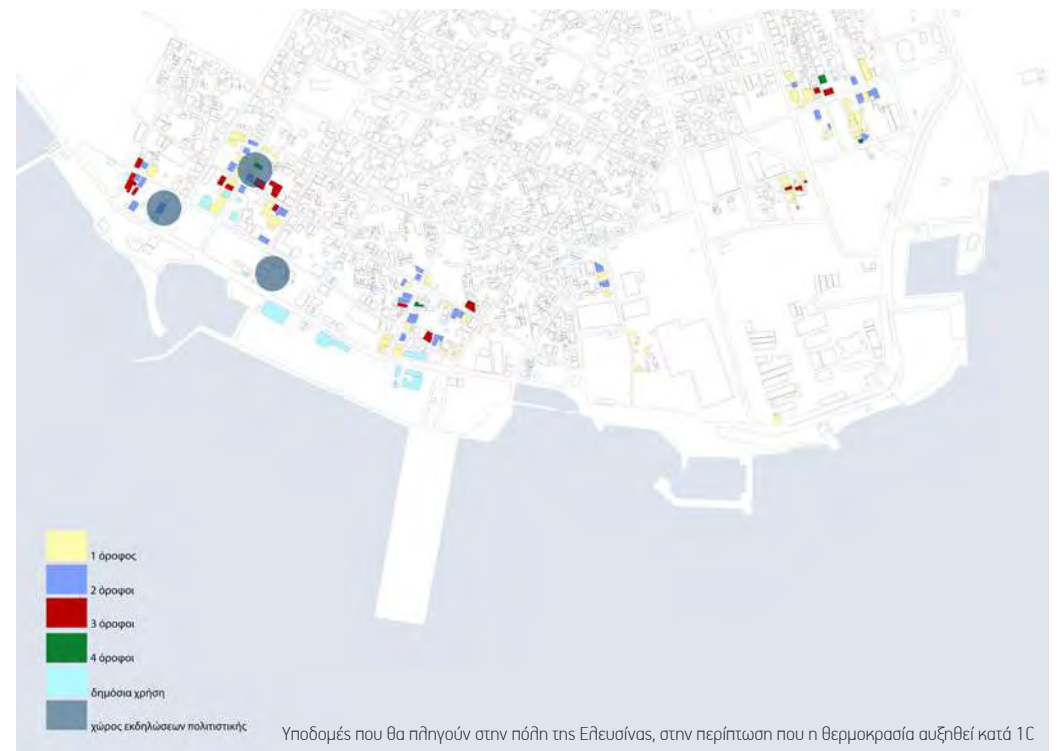 1 όροφος
2 όροφοι
3 όροφοι
4 όροφοι
δημόσια χρήση
χώρος εκδηλώσεων πολιτιστικής
Υποδομές που θα πληγούν στην πόλη της Ελευσίνας, στην περίπτωση που η θερμοκρασία αυξηθεί κατά 1C